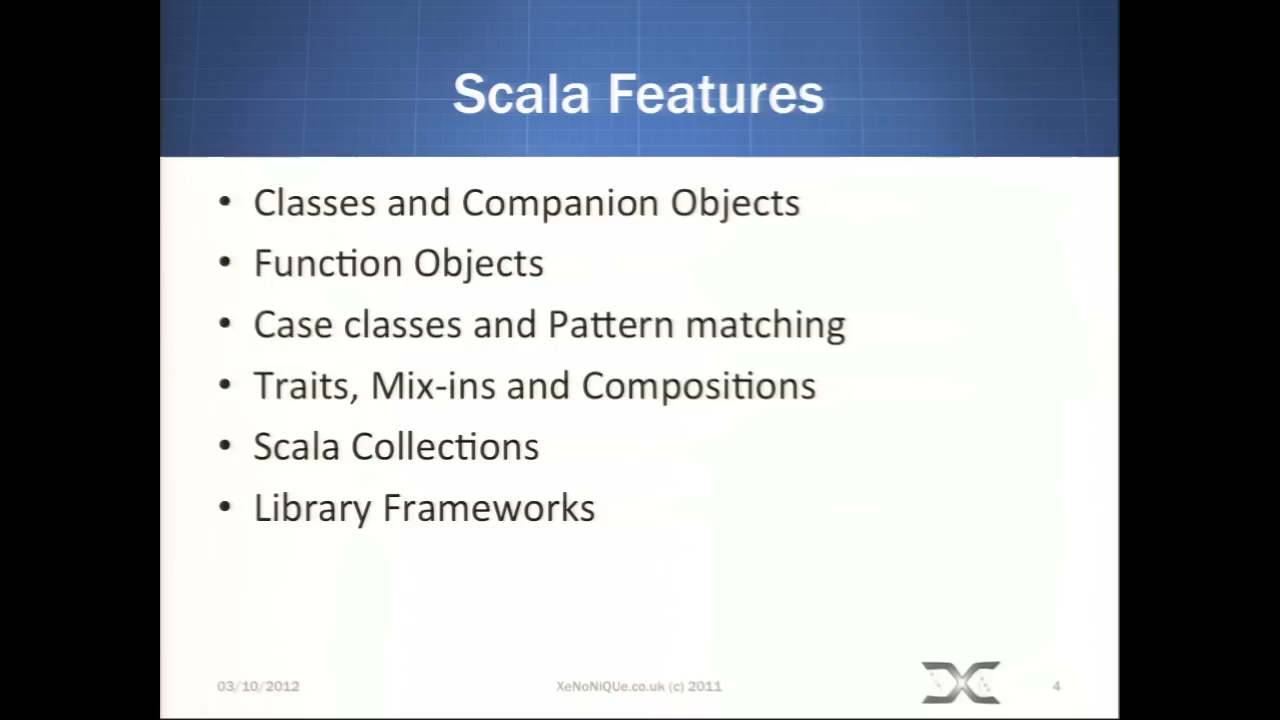 Scala Features
• Classes and Companion Objects
• Function Objects
• Case classes and Pattern matching
• Traits, Mix-ins and Compositions
• Scala Collections
• Library Frameworks
03/10/2012 XeNoNiQUe.co.uk (c) 2011 4